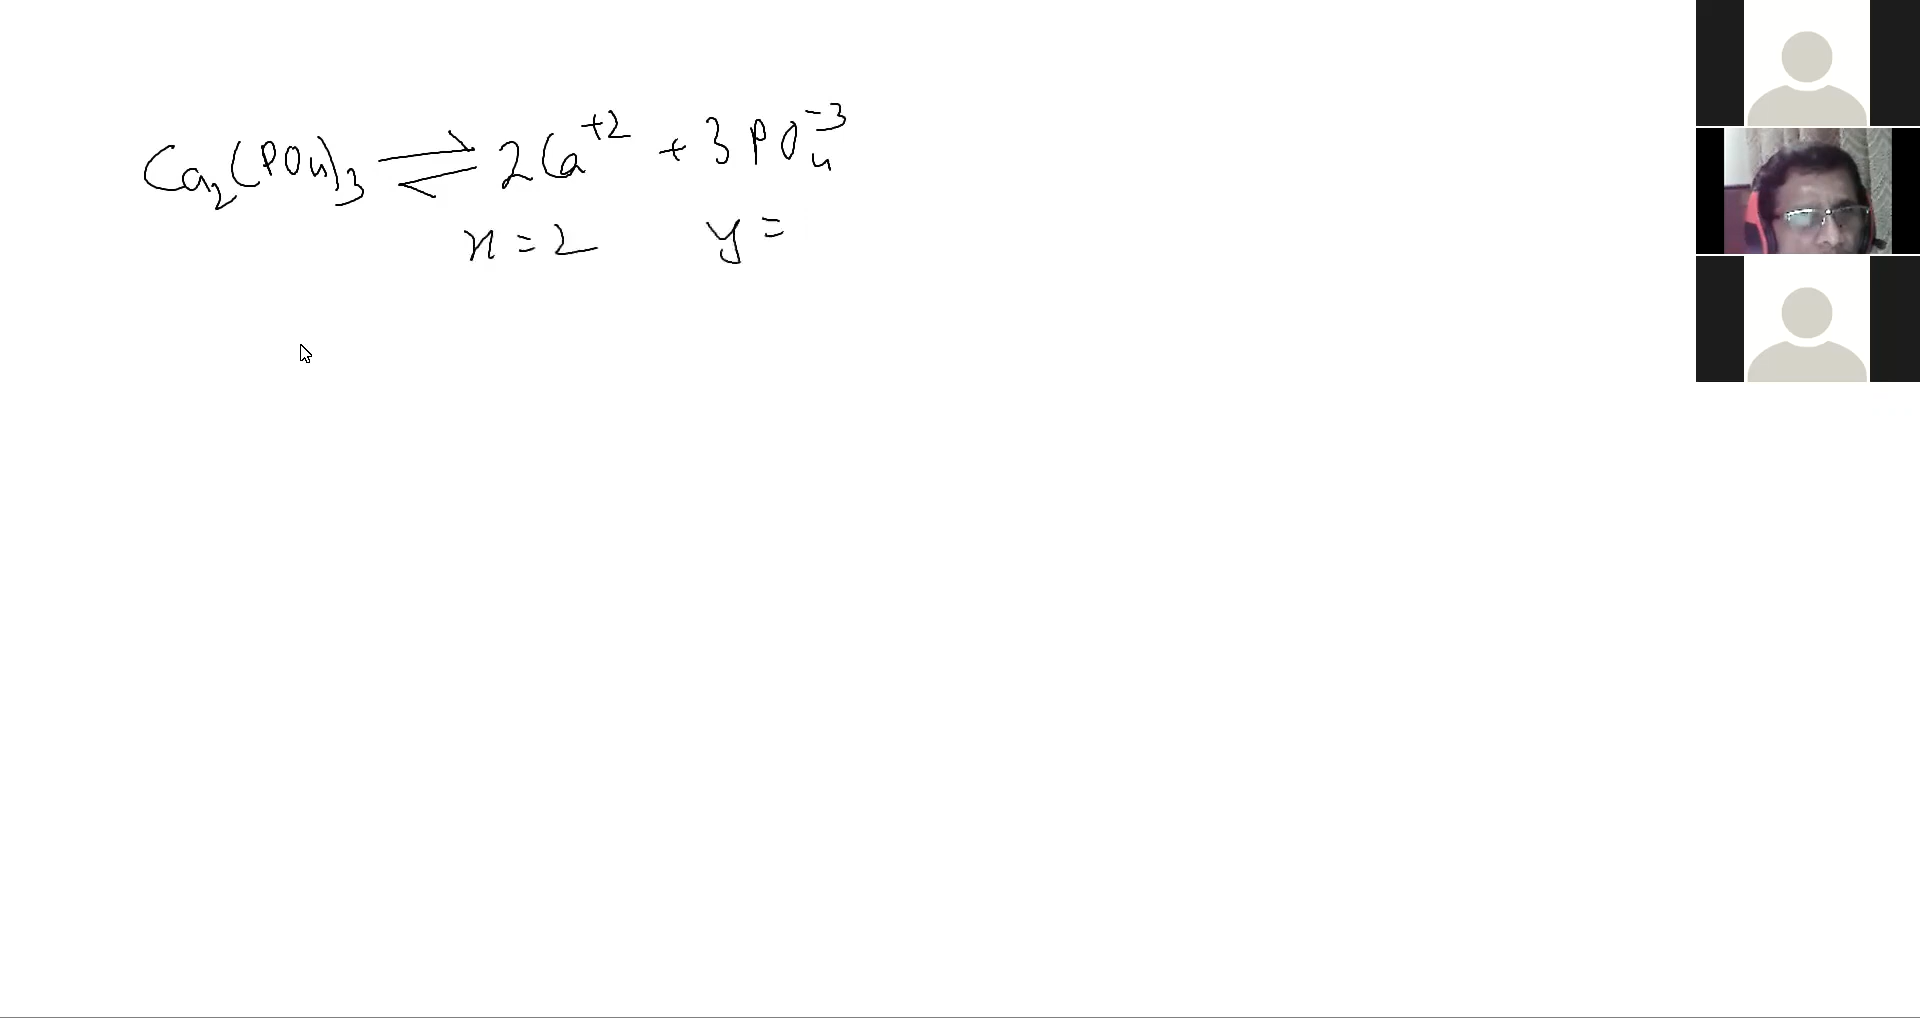 Ca₂(PO₄)₃ ⇌ 2Ca⁺² + 3PO₄⁻³
x = 2 y =